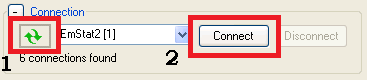 Connection
EmStat2 [1]
Connect
Disconnect
1
2
6 connections found